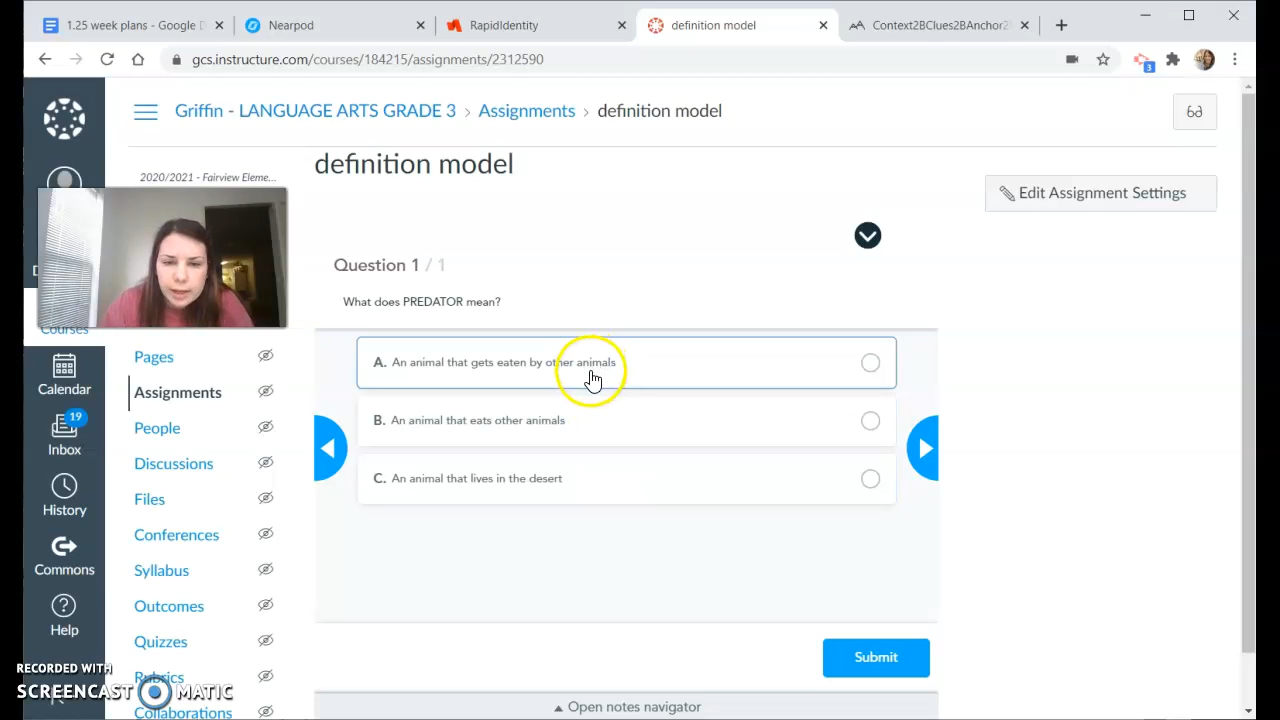 1.25 week plans - Google D
Nearpod
RapidIdentity
definition model
Context2BClues2BAnchor2
gcs.instructure.com/courses/184215/assignments/2312590
3
Griffin - LANGUAGE ARTS GRADE 3 > Assignments > definition model
2020/2021 - Fairview Eleme...
definition model
Edit Assignment Settings
Question 1 / 1
What does PREDATOR mean?
A. An animal that gets eaten by other animals
B. An animal that eats other animals
C. An animal that lives in the desert
Submit
Open notes navigator
Courses
Calendar
19
Inbox
History
Commons
Help
Pages
Assignments
People
Discussions
Files
Conferences
Syllabus
Outcomes
Quizzes
Rubrics
Collaborations
RECORDED WITH
SCREENCAST MATIC